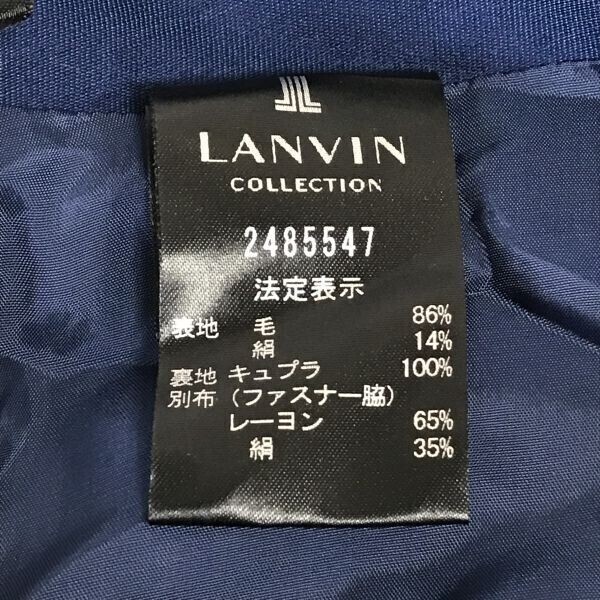 LANVIN
COLLECTION
2485547
法定表示
表地 毛 86%
絹 14%
裏地 キュプラ 100%
別布 (ファスナー脇)
レーヨン 65%
絹 35%